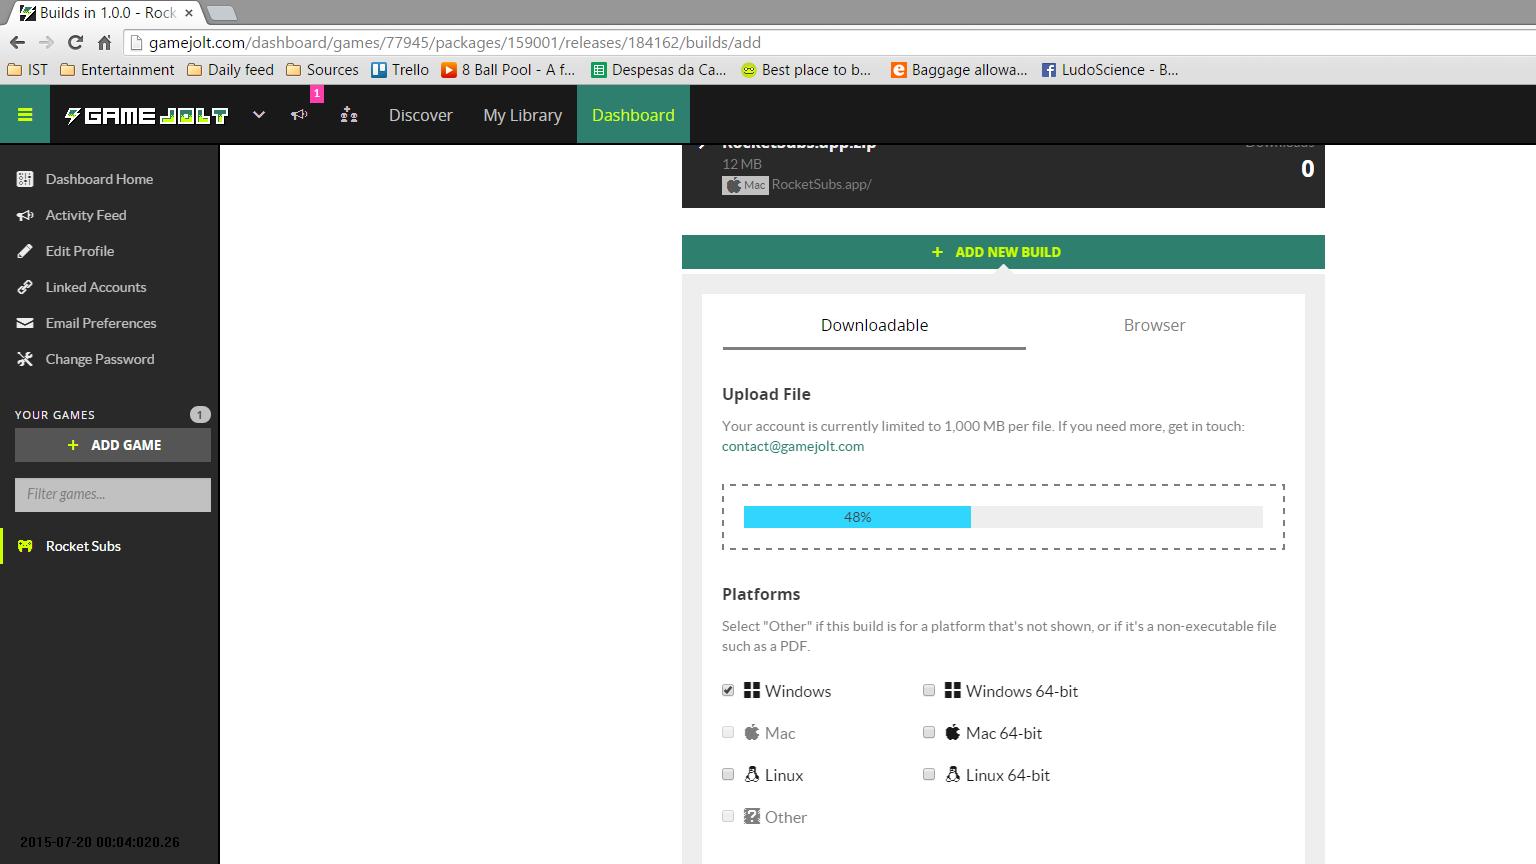 Builds in 1.0.0 - Rock
gamejolt.com/dashboard/games/77945/packages/159001/releases/184162/builds/add
IST Entertainment Daily feed Sources Trello 8 Ball Pool - A f... Despesas da Ca... Best place to b... Baggage allowa... LudoScience - B...
GAME JOLT 1 Discover My Library Dashboard
Dashboard Home
Activity Feed
Edit Profile
Linked Accounts
Email Preferences
Change Password
YOUR GAMES 1
+ ADD GAME
Filter games...
Rocket Subs
2015-07-20 00:04:020.26
RocketSubs.app.zip Downloads
12 MB 0
Mac RocketSubs.app/
+ ADD NEW BUILD
Downloadable Browser
Upload File
Your account is currently limited to 1,000 MB per file. If you need more, get in touch:
contact@gamejolt.com
48%
Platforms
Select "Other" if this build is for a platform that's not shown, or if it's a non-executable file
such as a PDF.
Windows Windows 64-bit
Mac Mac 64-bit
Linux Linux 64-bit
Other